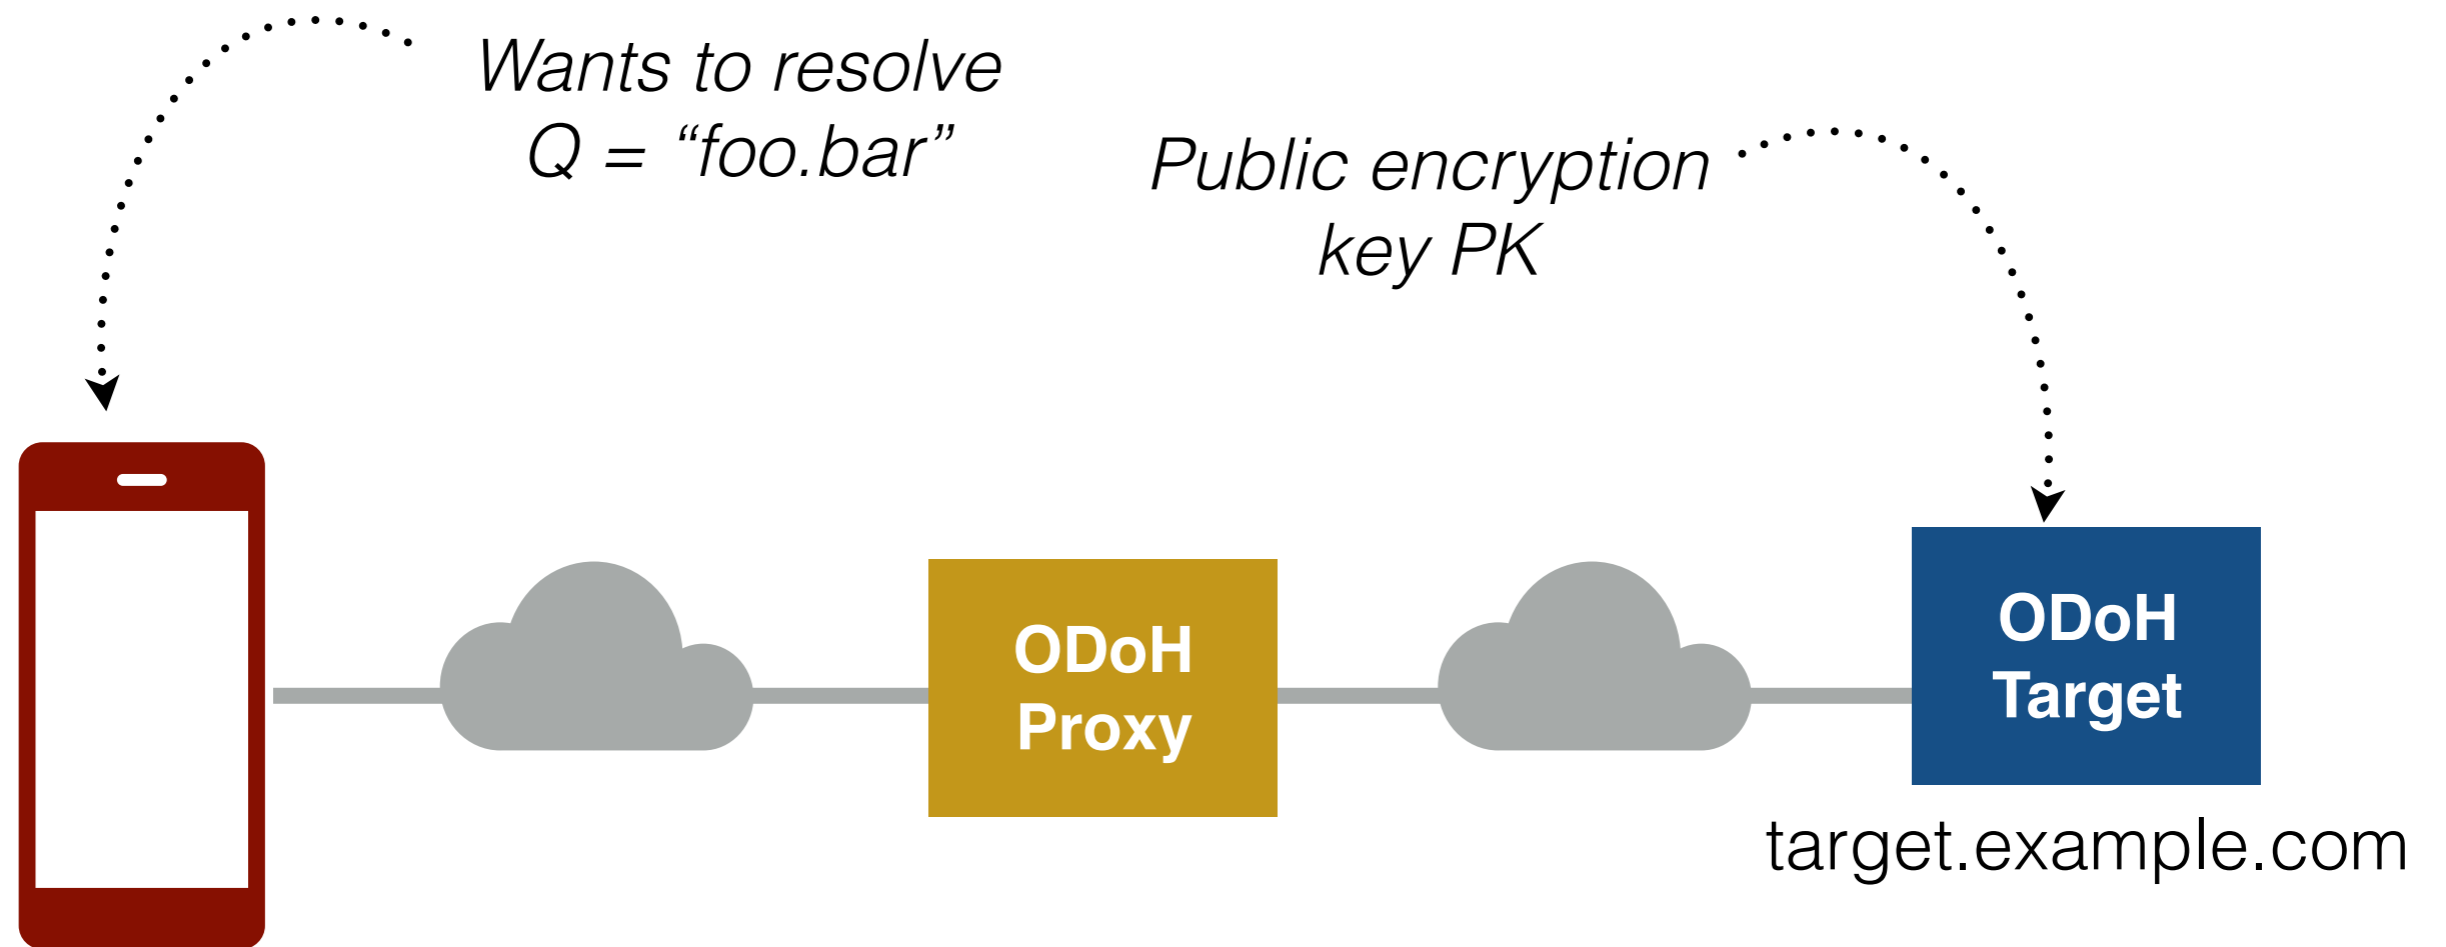 Wants to resolve
Q = “foo.bar”
Public encryption
key PK
ODoH
Proxy
ODoH
Target
target.example.com